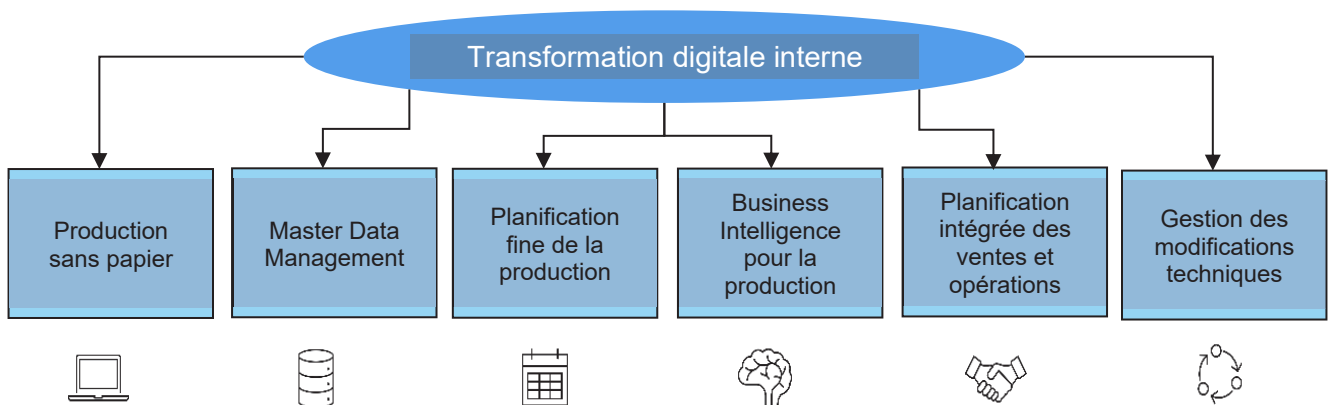 Transformation digitale interne
Production
sans papier
Master Data
Management
Planification
fine de la
production
Business
Intelligence
pour la
production
Planification
intégrée des
ventes et
opérations
Gestion des
modifications
techniques